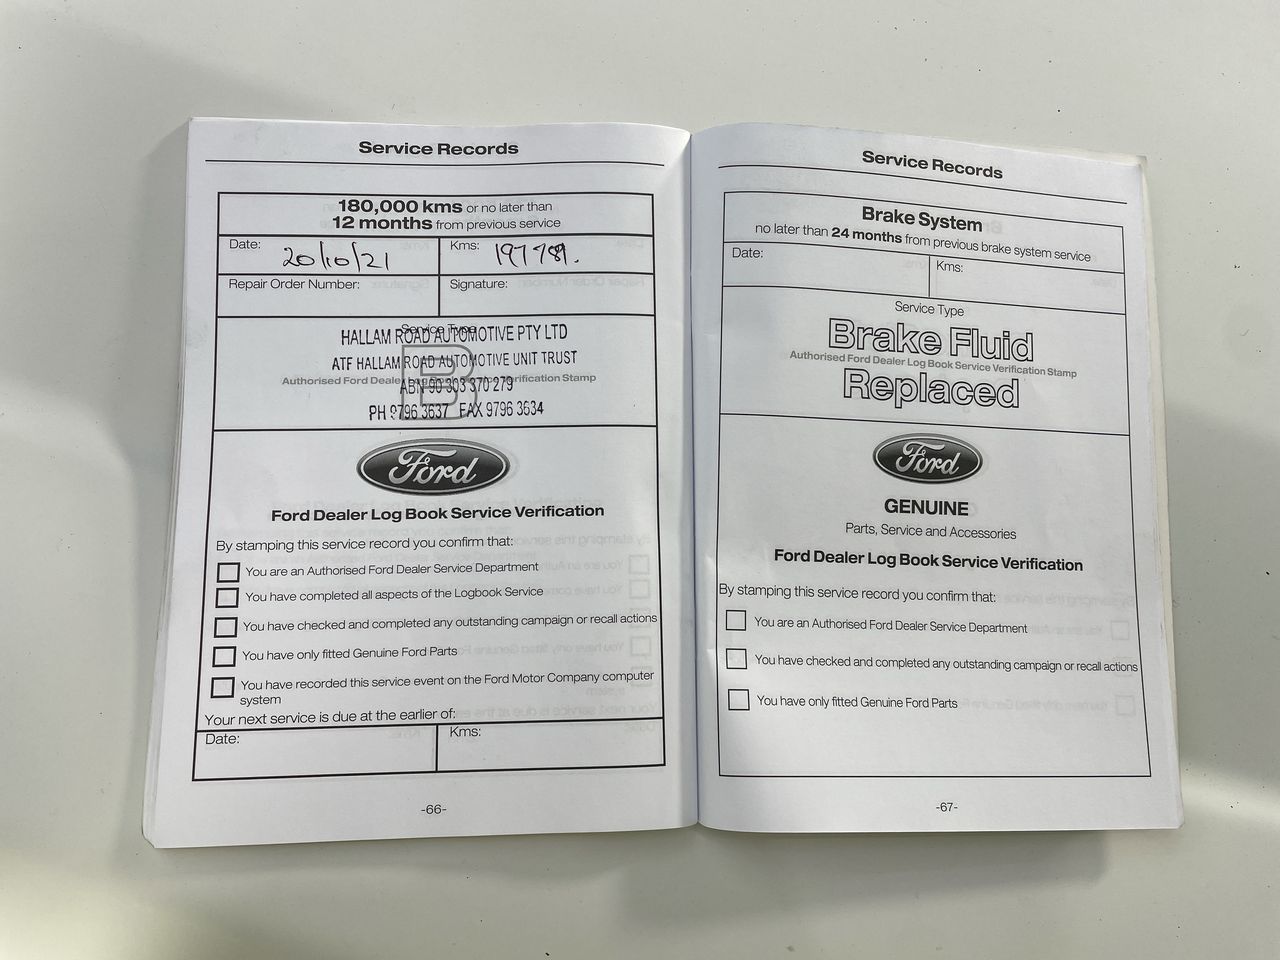 Service Records
180,000 kms or no later than
12 months from previous service
Date: 20/10/21
Kms: 197789.
Repair Order Number:
Signature:
Service Type
B
Authorised Ford Dealer Log Book Service Verification Stamp
HALLAM ROAD AUTOMOTIVE PTY LTD
ATF HALLAM ROAD AUTOMOTIVE UNIT TRUST
ABN 90 303 370 279
PH 9796 3637 FAX 9796 3634
Ford
Ford Dealer Log Book Service Verification
By stamping this service record you confirm that:
You are an Authorised Ford Dealer Service Department
You have completed all aspects of the Logbook Service
You have checked and completed any outstanding campaign or recall actions
You have only fitted Genuine Ford Parts
You have recorded this service event on the Ford Motor Company computer
system
Your next service is due at the earlier of:
Date:
Kms:
-66-
Service Records
Brake System
no later than 24 months from previous brake system service
Date:
Kms:
Service Type
Brake Fluid
Authorised Ford Dealer Log Book Service Verification Stamp
Replaced
Ford
GENUINE
Parts, Service and Accessories
Ford Dealer Log Book Service Verification
By stamping this service record you confirm that:
You are an Authorised Ford Dealer Service Department
You have checked and completed any outstanding campaign or recall actions
You have only fitted Genuine Ford Parts
-67-